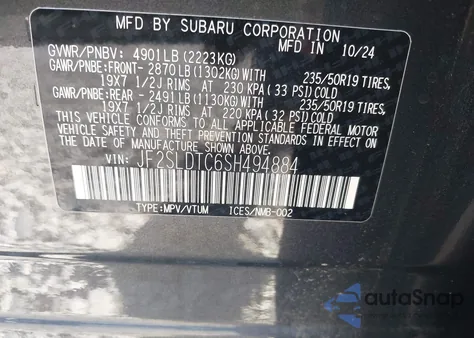 MFD BY SUBARU CORPORATION
GVWR/PNBV: 4901LB(2223KG) 10/24
GAWR/PNBE:FRONT- 2870LB(1302KG)WITH 235/50R19 TIRES,
19X7 1/2J RIMS AT 230 KPA(33 PSI)COLD
GAWR/PNBE:REAR - 2491LB(1130KG)WITH 235/50R19 TIRES,
19X7 1/2J RIMS AT 220 KPA(32 PSI)COLD
THIS VEHICLE CONFORMS TO ALL APPLICABLE FEDERAL MOTOR
VEHICLE SAFETY, BUMPER, AND THEFT PREVENTION
STANDARDS IN EFFECT ON THE DATE OF MANUFACTURE
SHOWN ABOVE.
VIN: JF2SLDTC6SH494884
TYPE:MPV/VTUM ICES/NMB-002
autoSnap